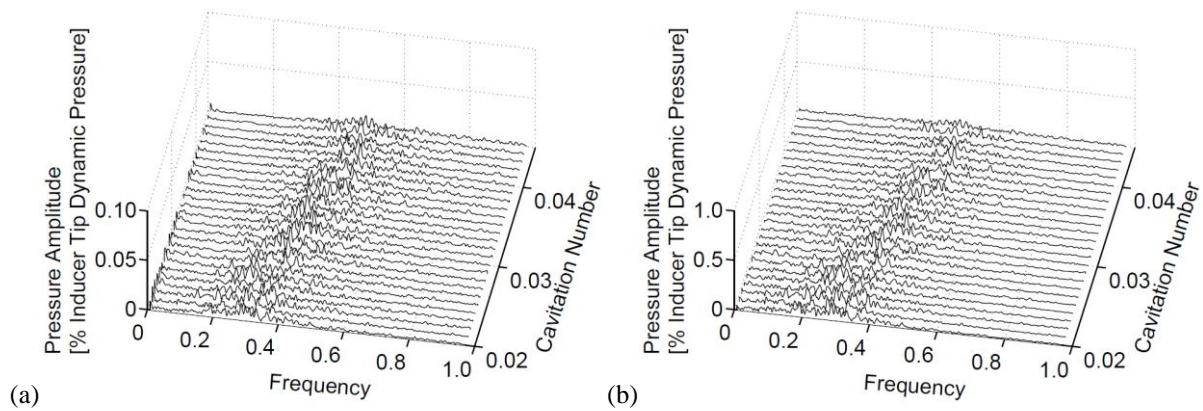 Pressure Amplitude
[% Inducer Tip Dynamic Pressure]
0.10
0.05
0
0
0.2
0.4
0.6
0.8
1.0
Frequency
0.02
0.03
0.04
Cavitation Number
(a)
Pressure Amplitude
[% Inducer Tip Dynamic Pressure]
1.0
0.5
0
0
0.2
0.4
0.6
0.8
1.0
Frequency
0.02
0.03
0.04
Cavitation Number
(b)